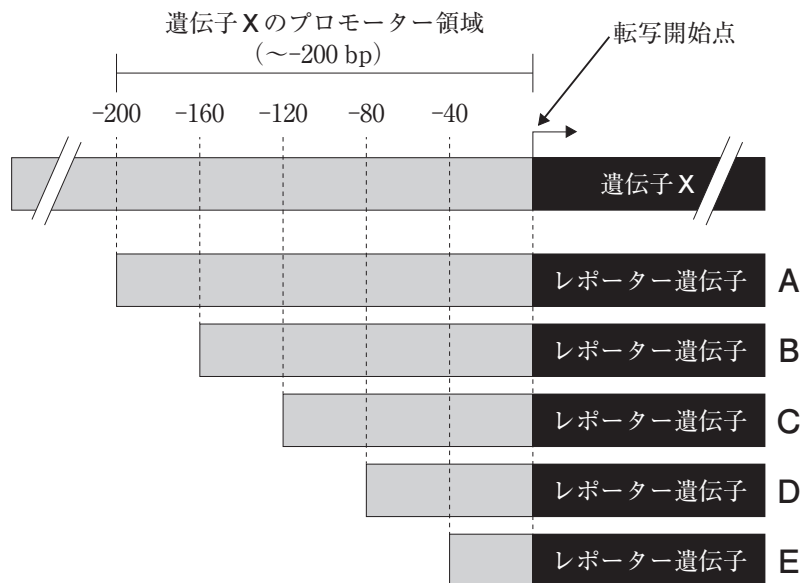 遺伝子Xのプロモーター領域
(～-200 bp)
転写開始点
-200 -160 -120 -80 -40
遺伝子X
レポーター遺伝子 A
レポーター遺伝子 B
レポーター遺伝子 C
レポーター遺伝子 D
レポーター遺伝子 E